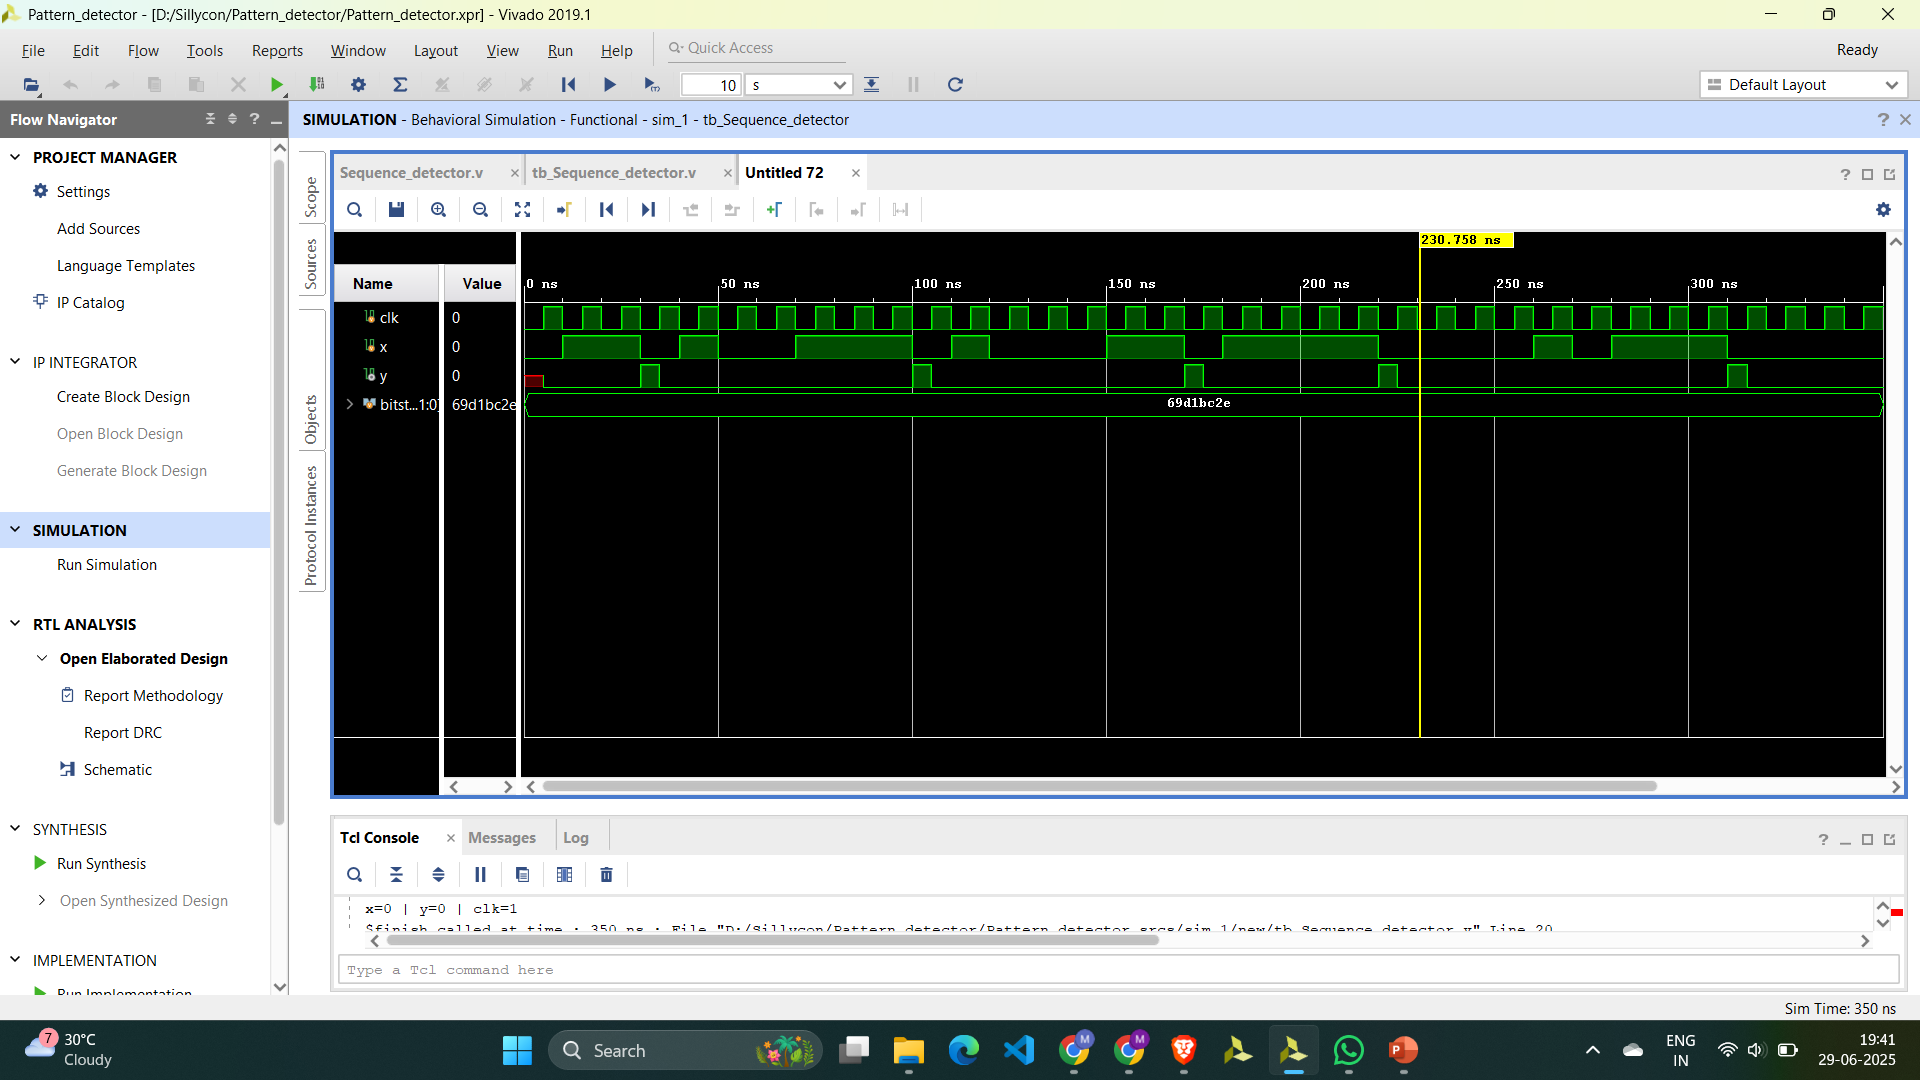 Pattern_detector - [D:/Sillycon/Pattern_detector/Pattern_detector.xpr] - Vivado 2019.1
File Edit Flow Tools Reports Window Layout View Run Help Quick Access Ready
10 s Default Layout
Flow Navigator
SIMULATION - Behavioral Simulation - Functional - sim_1 - tb_Sequence_detector
PROJECT MANAGER
Settings
Add Sources
Language Templates
IP Catalog
IP INTEGRATOR
Create Block Design
Open Block Design
Generate Block Design
SIMULATION
Run Simulation
RTL ANALYSIS
Open Elaborated Design
Report Methodology
Report DRC
Schematic
SYNTHESIS
Run Synthesis
Open Synthesized Design
IMPLEMENTATION
Run Implementation
Scope
Sources
Objects
Protocol Instances
Sequence_detector.v tb_Sequence_detector.v Untitled 72
230.758 ns
Name Value 0 ns 50 ns 100 ns 150 ns 200 ns 250 ns 300 ns
clk 0
x 0
y 0
bitst...1:0] 69d1bc2e 69d1bc2e
Tcl Console Messages Log
x=0 | y=0 | clk=1
$finish called at time : 350 ns : File "D:/Sillycon/Pattern_detector/Pattern_detector.srcs/sim_1/new/tb_Sequence_detector.v" Line 20
Type a Tcl command here
Sim Time: 350 ns
7
30°C
Cloudy
Search
M
M
ENG
IN
19:41
29-06-2025